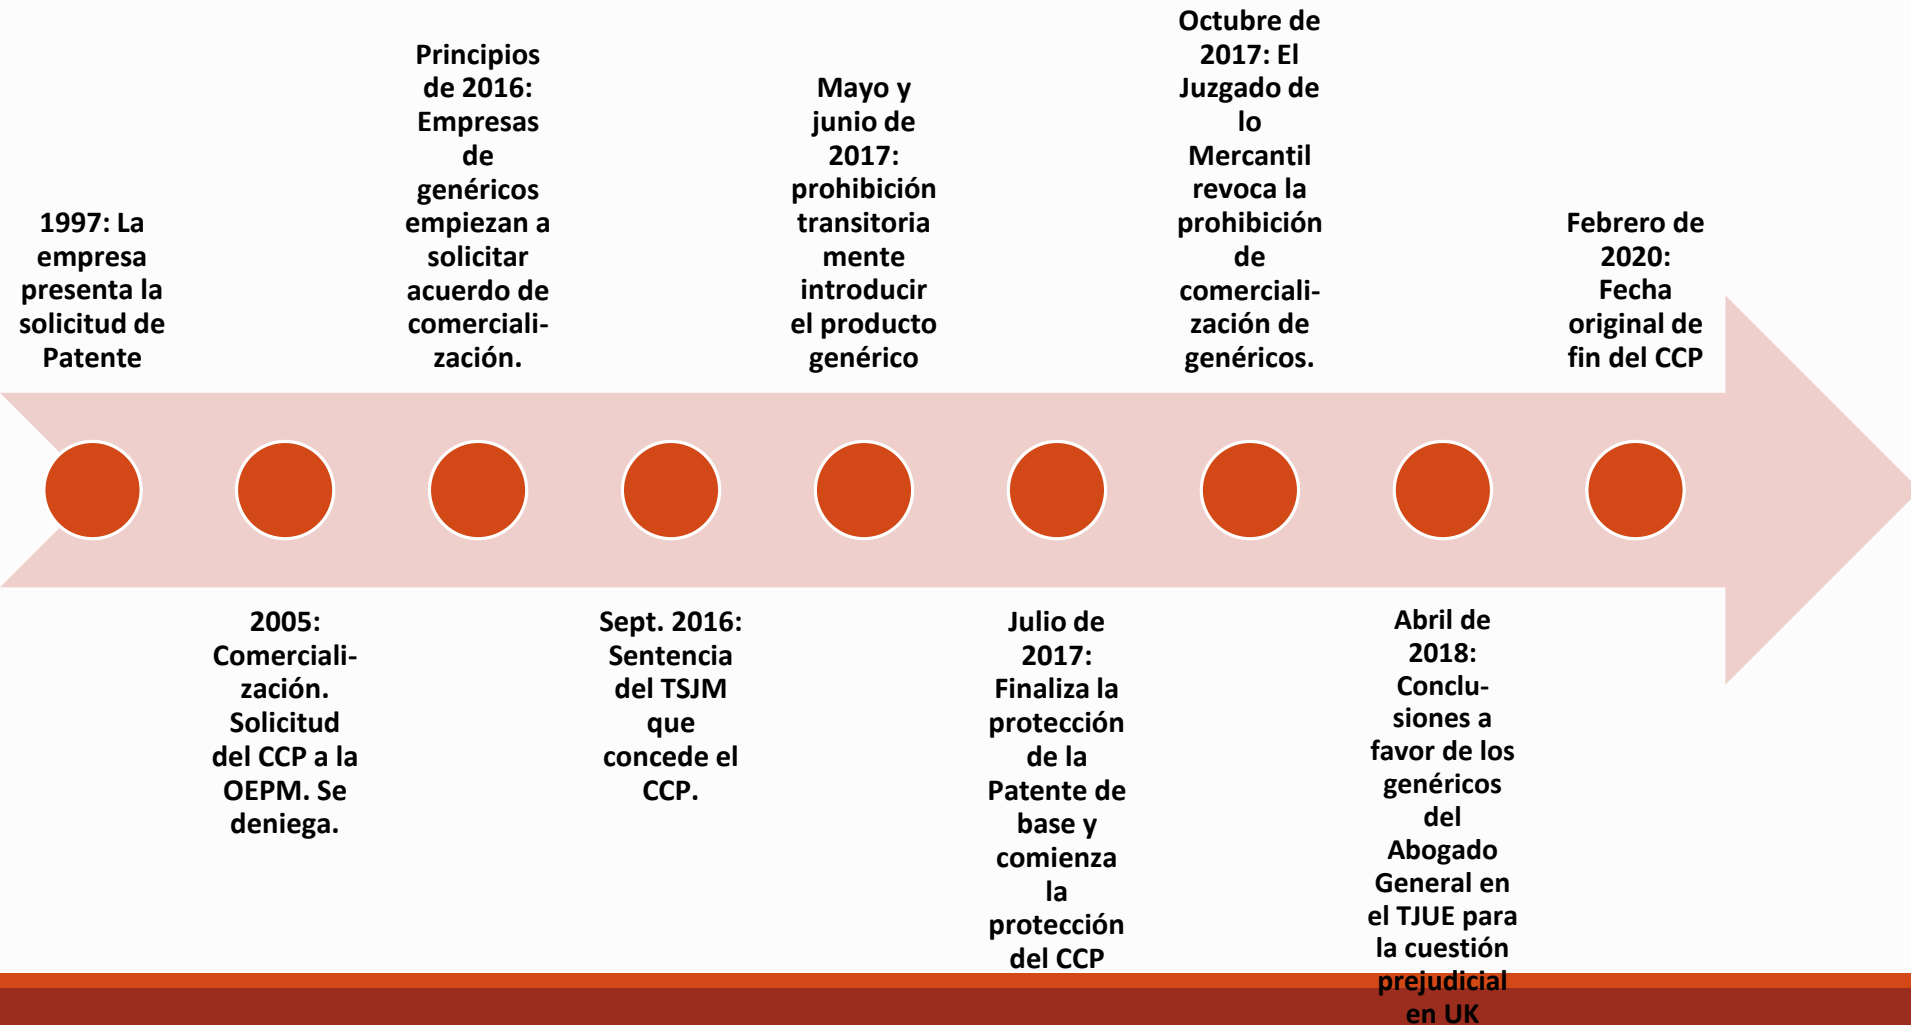 1997: La
empresa
presenta la
solicitud de
Patente
2005:
Comerciali-
zación.
Solicitud
del CCP a la
OEPM. Se
deniega.
Principios
de 2016:
Empresas
de
genéricos
empiezan a
solicitar
acuerdo de
comerciali-
zación.
Sept. 2016:
Sentencia
del TSJM
que
concede el
CCP.
Mayo y
junio de
2017:
prohibición
transitoria
mente
introducir
el producto
genérico
Julio de
2017:
Finaliza la
protección
de la
Patente de
base y
comienza
la
protección
del CCP
Octubre de
2017: El
Juzgado de
lo
Mercantil
revoca la
prohibición
de
comerciali-
zación de
genéricos.
Abril de
2018:
Conclu-
siones a
favor de los
genéricos
del
Abogado
General en
el TJUE para
la cuestión
prejudicial
en UK
Febrero de
2020:
Fecha
original de
fin del CCP